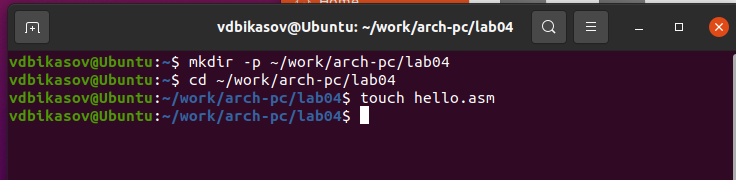 Home
vdbikasov@Ubuntu: ~/work/arch-pc/lab04
vdbikasov@Ubuntu:~$ mkdir -p ~/work/arch-pc/lab04
vdbikasov@Ubuntu:~$ cd ~/work/arch-pc/lab04
vdbikasov@Ubuntu:~/work/arch-pc/lab04$ touch hello.asm
vdbikasov@Ubuntu:~/work/arch-pc/lab04$